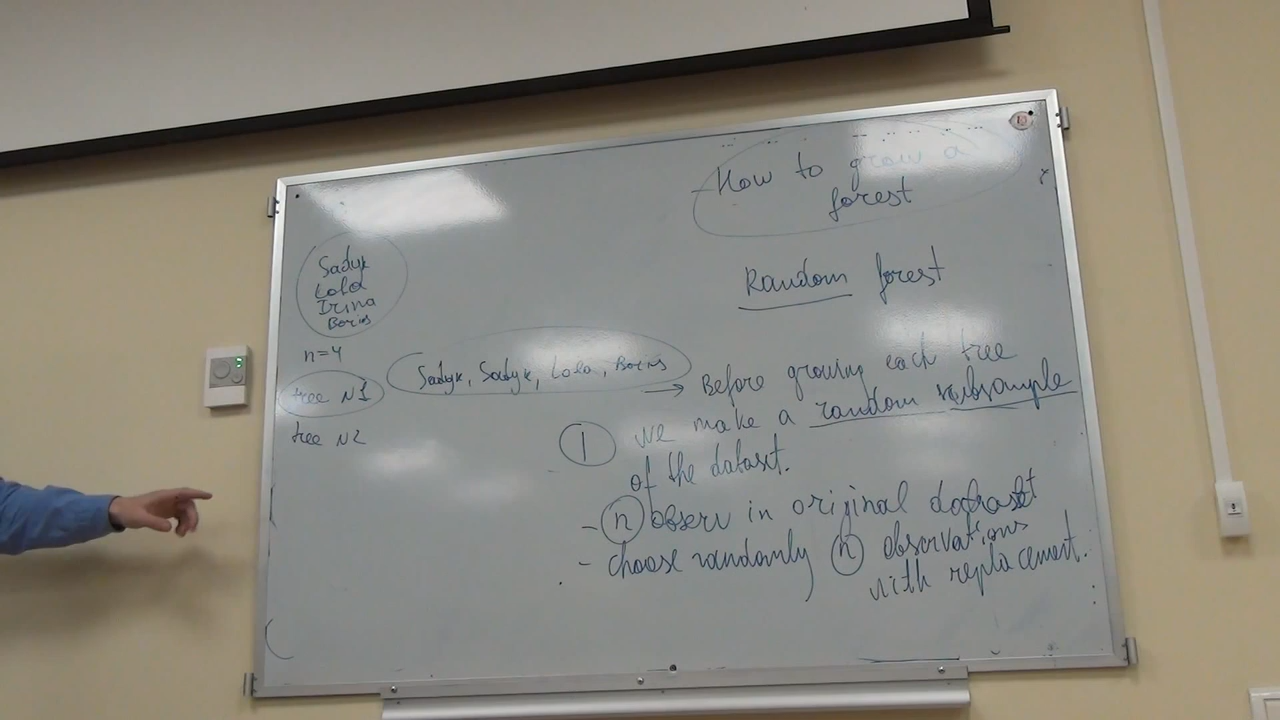 How to grow a
forest
Random forest
Sadyk
Lola
Irina
Boris
n=4
tree N1
tree N2
Sadyk, Sadyk, Lola, Boris
→ Before growing each tree
① we make a random subsample
of the dataset.
- n observ in original dataset
- choose randomly n observations
with replacement.